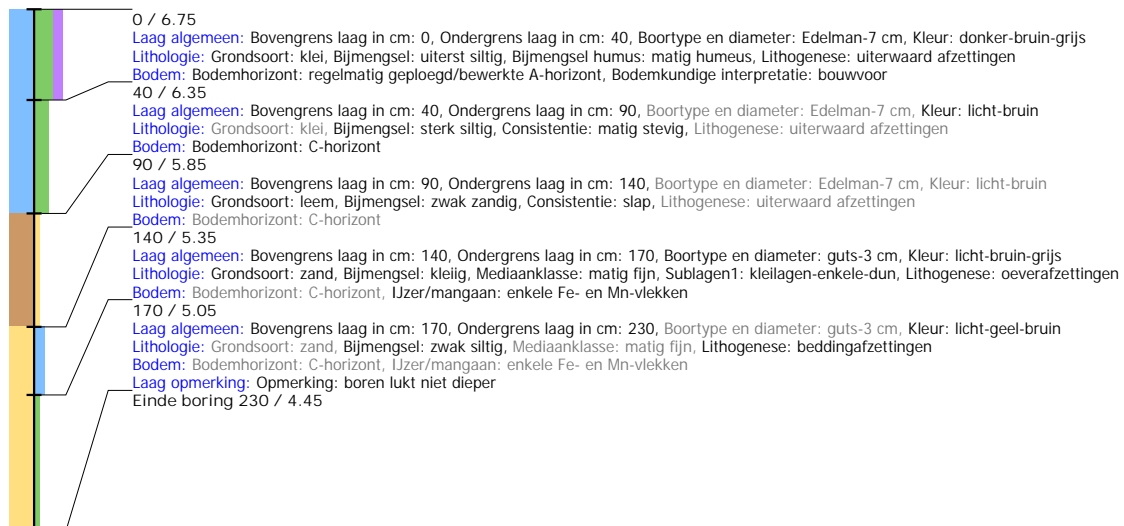 0 / 6.75
Laag algemeen: Bovengrens laag in cm: 0, Ondergrens laag in cm: 40, Boortype en diameter: Edelman-7 cm, Kleur: donker-bruin-grijs
Lithologie: Grondsoort: klei, Bijmengsel: uiterst siltig, Bijmengsel humus: matig humeus, Lithogenese: uiterwaard afzettingen
Bodem: Bodemhorizont: regelmatig geploegd/bewerkte A-horizont, Bodemkundige interpretatie: bouwvoor
40 / 6.35
Laag algemeen: Bovengrens laag in cm: 40, Ondergrens laag in cm: 90, Boortype en diameter: Edelman-7 cm, Kleur: licht-bruin
Lithologie: Grondsoort: klei, Bijmengsel: sterk siltig, Consistentie: matig stevig, Lithogenese: uiterwaard afzettingen
Bodem: Bodemhorizont: C-horizont
90 / 5.85
Laag algemeen: Bovengrens laag in cm: 90, Ondergrens laag in cm: 140, Boortype en diameter: Edelman-7 cm, Kleur: licht-bruin
Lithologie: Grondsoort: leem, Bijmengsel: zwak zandig, Consistentie: slap, Lithogenese: uiterwaard afzettingen
Bodem: Bodemhorizont: C-horizont
140 / 5.35
Laag algemeen: Bovengrens laag in cm: 140, Ondergrens laag in cm: 170, Boortype en diameter: guts-3 cm, Kleur: licht-bruin-grijs
Lithologie: Grondsoort: zand, Bijmengsel: kleiig, Mediaanklasse: matig fijn, Sublagen1: kleilagen-enkele-dun, Lithogenese: oeverafzettingen
Bodem: Bodemhorizont: C-horizont, IJzer/mangaan: enkele Fe- en Mn-vlekken
170 / 5.05
Laag algemeen: Bovengrens laag in cm: 170, Ondergrens laag in cm: 230, Boortype en diameter: guts-3 cm, Kleur: licht-geel-bruin
Lithologie: Grondsoort: zand, Bijmengsel: zwak siltig, Mediaanklasse: matig fijn, Lithogenese: beddingafzettingen
Bodem: Bodemhorizont: C-horizont, IJzer/mangaan: enkele Fe- en Mn-vlekken
Laag opmerking: Opmerking: boren lukt niet dieper
Einde boring 230 / 4.45